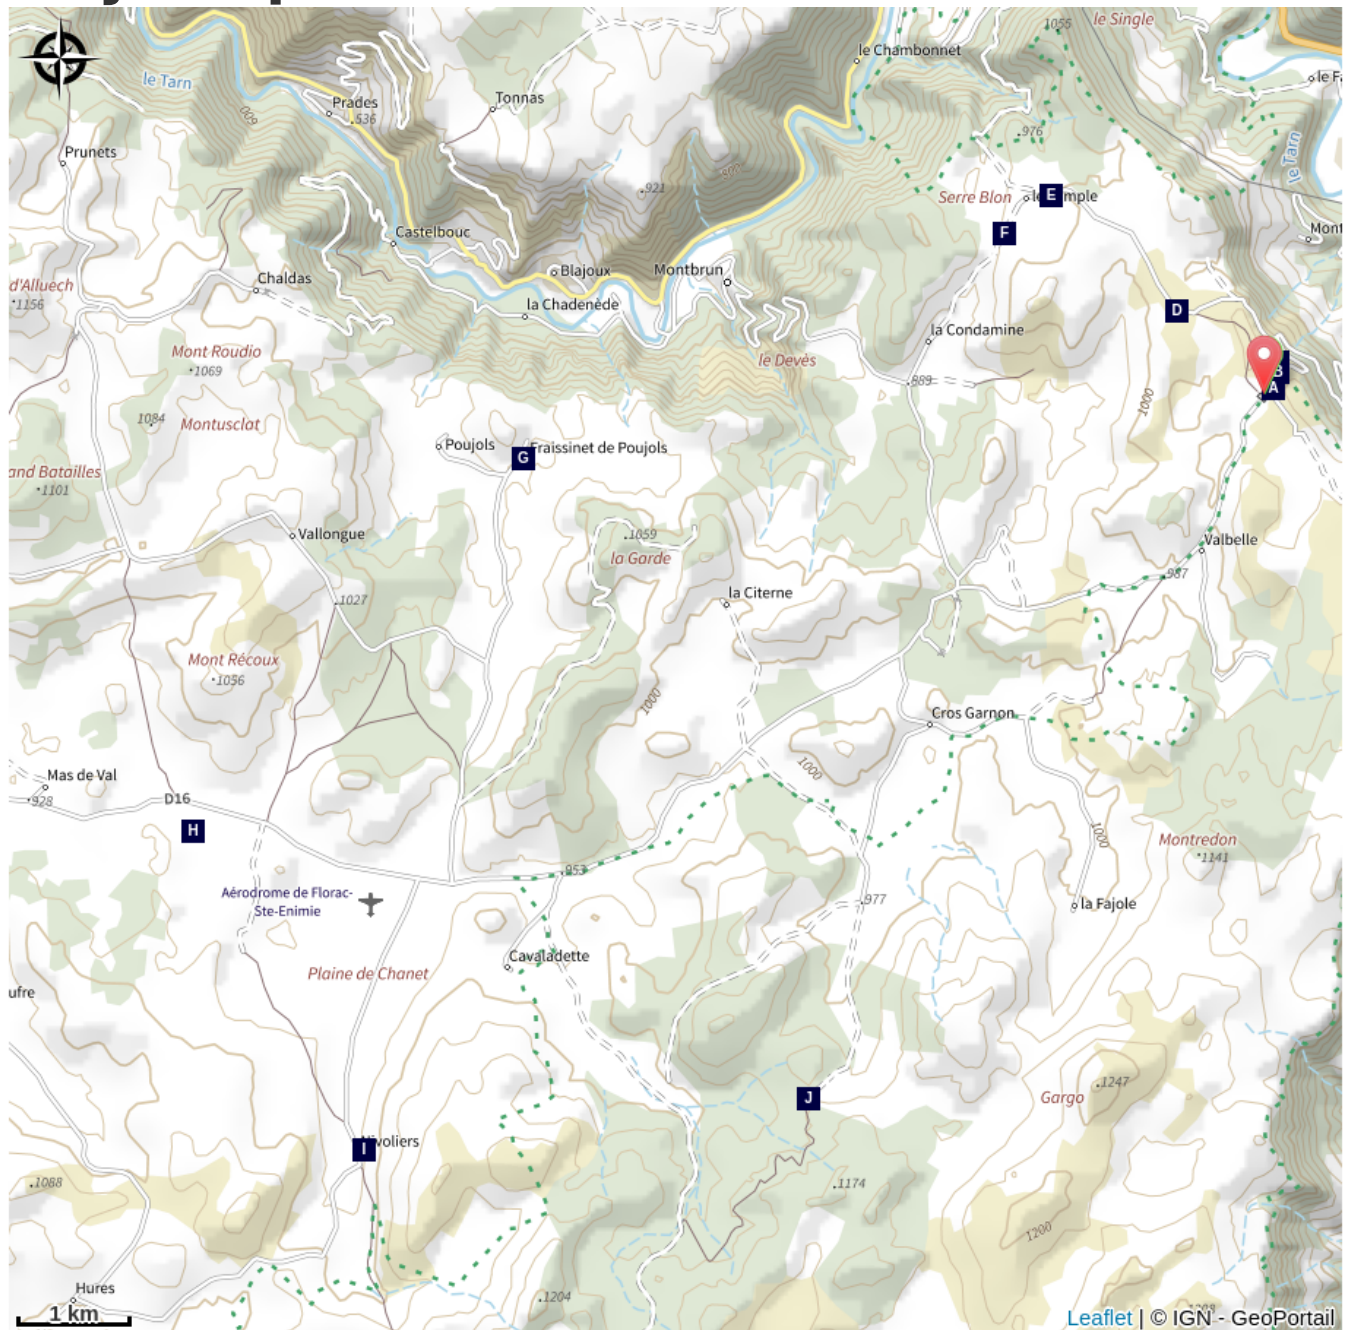 1055
le Single
le Chambonnet
le Tarn
Prades
536
Tonnas
600
976
Prunets
le Tarn
921
Serre Blon
E
F
Castelbouc
Mont
Blajoux
Montbrun
Chaldas
d'Alluech
1156
la Chadenède
D
la Condamine
Mont Roudio
1069
le Devès
889
B
A
1000
1084
Montusclat
Poujols
G
Fraissinet de Poujols
and Batailles
1101
Vallongue
1059
la Garde
Valbelle
987
la Citerne
1027
Mont Récoux
1056
1000
Cros Garnon
1000
Mas de Val
928
D16
H
1000
Montredon
1141
953
Aérodrome de Florac-
Ste-Enimie
977
la Fajole
Cavaladette
Plaine de Chanet
ufre
1247
Gargo
J
I
1088
1174
1200
Hures
1204
1 km
Leaflet | © IGN - GeoPortail